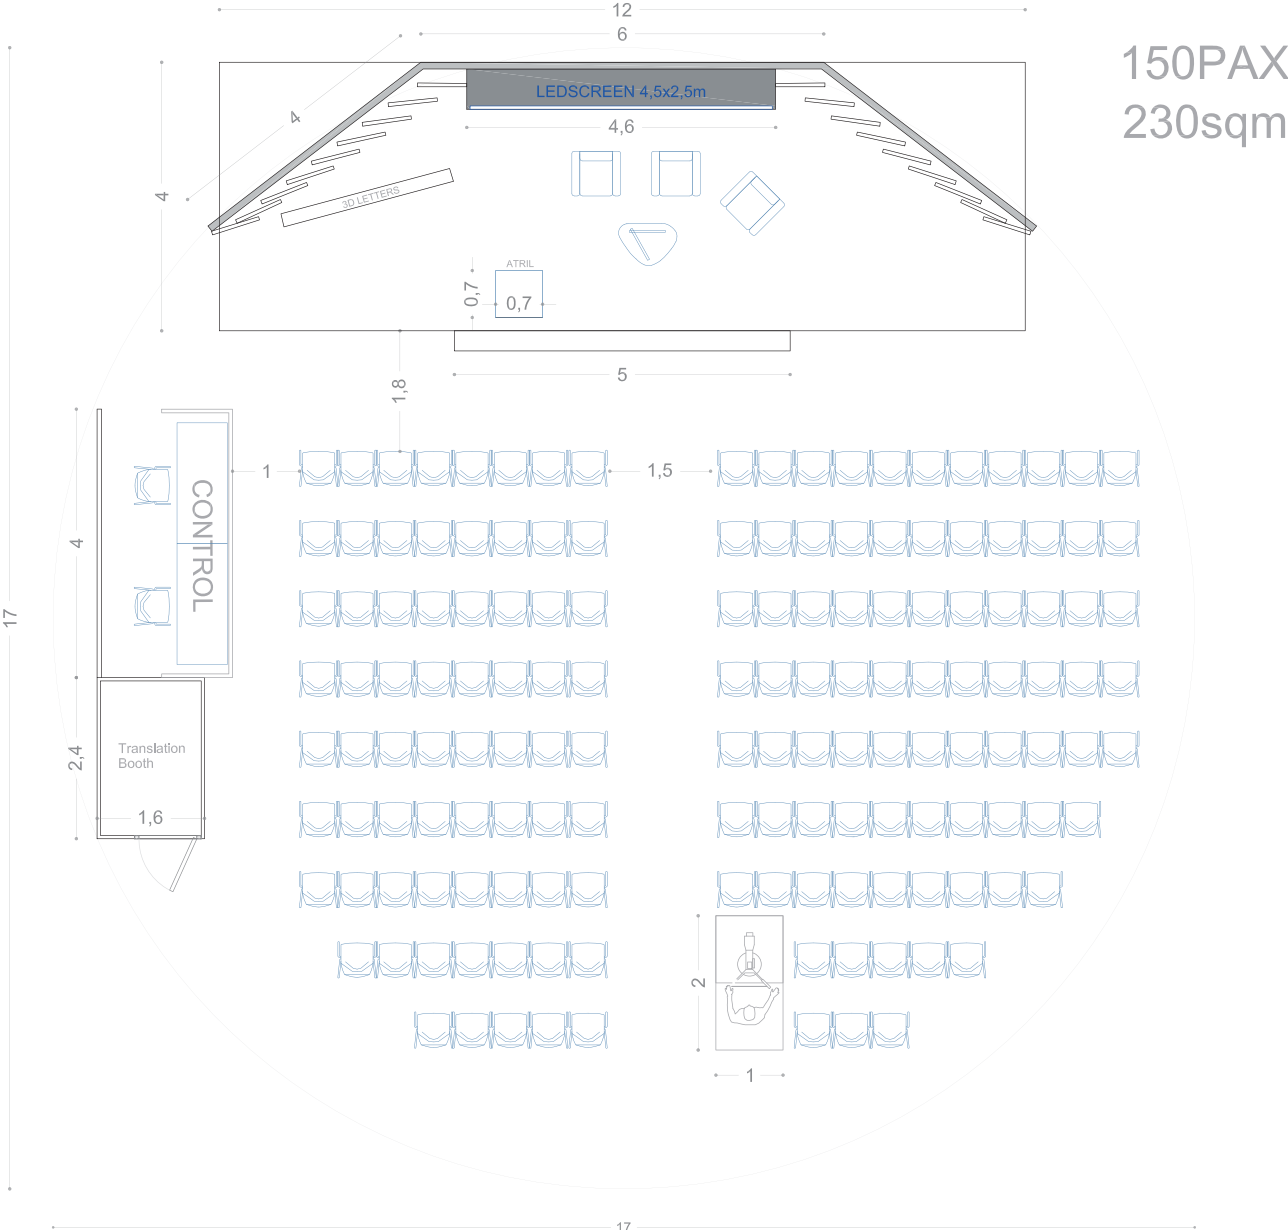 12
6
150PAX
230sqm
LEDSCREEN 4,5x2,5m
4
4,6
4
3D LETTERS
ATRIL
0,7
0,7
5
1,8
1
1,5
CONTROL
4
17
Translation
Booth
2,4
1,6
2
1
17